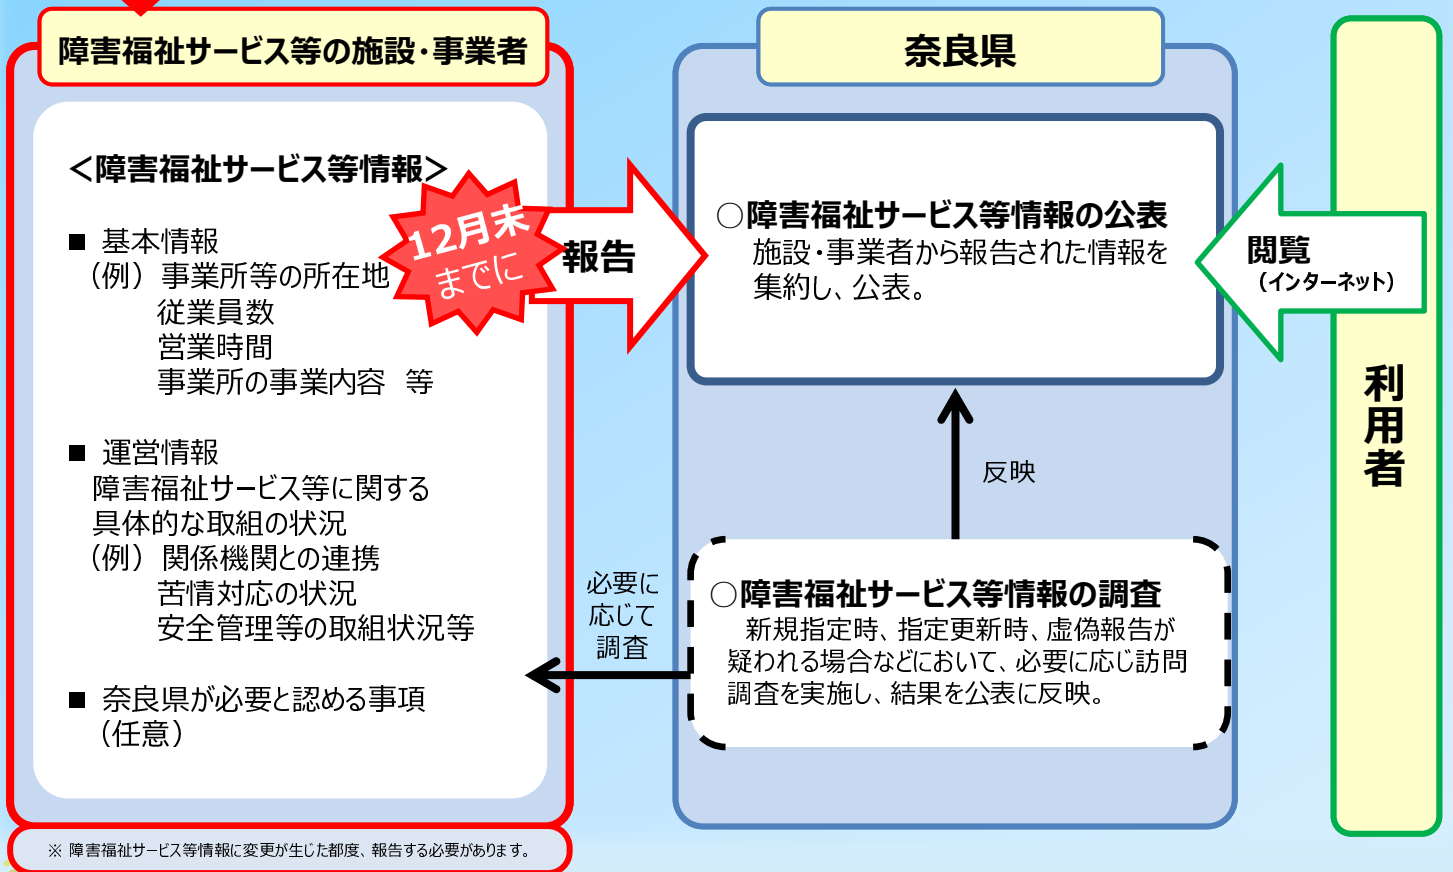 障害福祉サービス等の施設・事業者
＜障害福祉サービス等情報＞
■ 基本情報
（例）事業所等の所在地
従業員数
営業時間
事業所の事業内容 等
■ 運営情報
障害福祉サービス等に関する
具体的な取組の状況
（例）関係機関との連携
苦情対応の状況
安全管理等の取組状況等
■ 奈良県が必要と認める事項
（任意）
※ 障害福祉サービス等情報に変更が生じた都度、報告する必要があります。
12月末
までに
報告
必要に
応じて
調査
奈良県
○障害福祉サービス等情報の公表
施設・事業者から報告された情報を
集約し、公表。
反映
○障害福祉サービス等情報の調査
新規指定時、指定更新時、虚偽報告が
疑われる場合などにおいて、必要に応じ訪問
調査を実施し、結果を公表に反映。
閲覧
（インターネット）
利用者